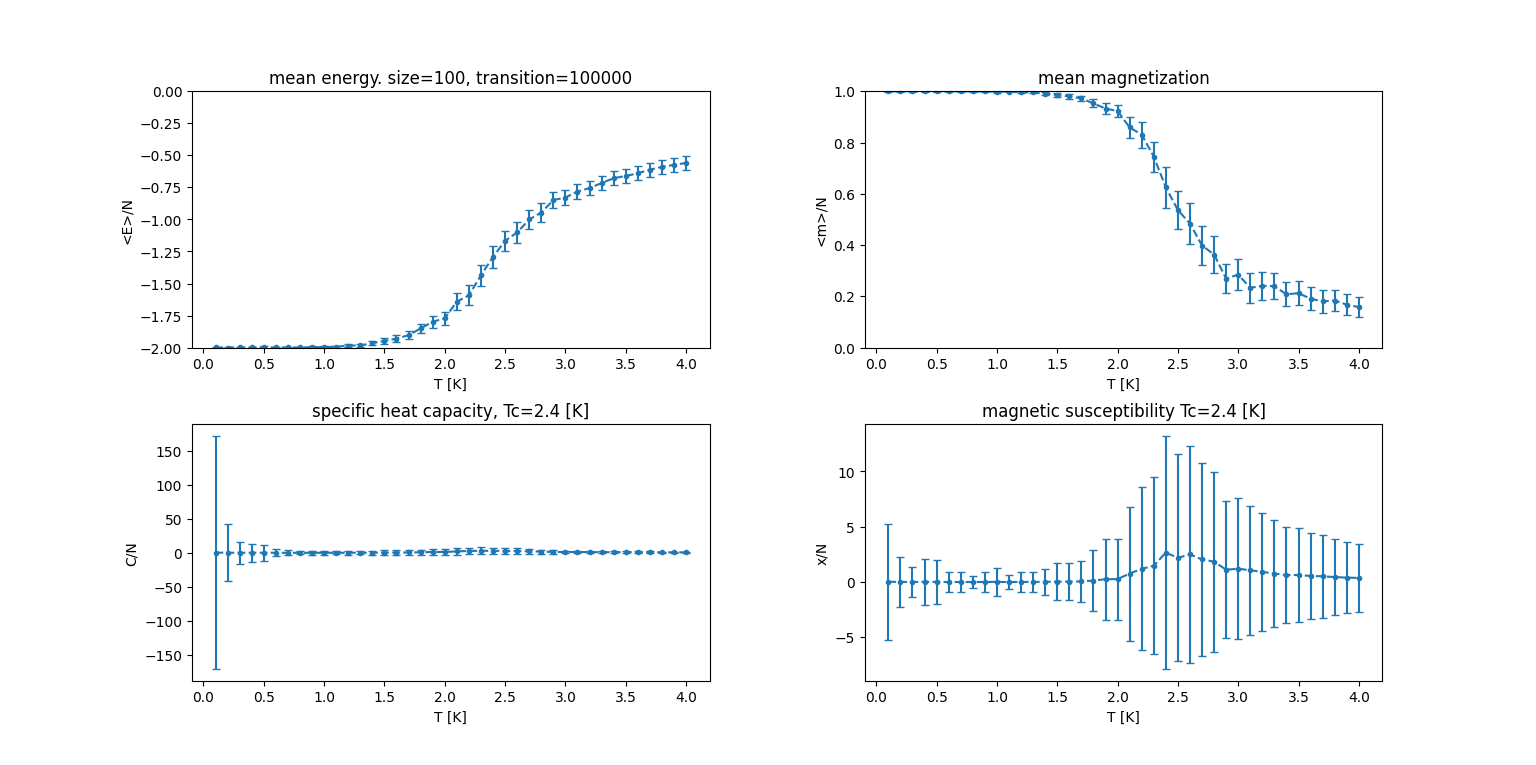 mean energy. size=100, transition=100000
0.00
−0.25
−0.50
−0.75
−1.00
−1.25
−1.50
−1.75
−2.00
<E>/N
0.0 0.5 1.0 1.5 2.0 2.5 3.0 3.5 4.0
T [K]
mean magnetization
1.0
0.8
0.6
0.4
0.2
0.0
<m>/N
0.0 0.5 1.0 1.5 2.0 2.5 3.0 3.5 4.0
T [K]
specific heat capacity, Tc=2.4 [K]
150
100
50
0
−50
−100
−150
C/N
0.0 0.5 1.0 1.5 2.0 2.5 3.0 3.5 4.0
T [K]
magnetic susceptibility Tc=2.4 [K]
10
5
0
−5
x/N
0.0 0.5 1.0 1.5 2.0 2.5 3.0 3.5 4.0
T [K]